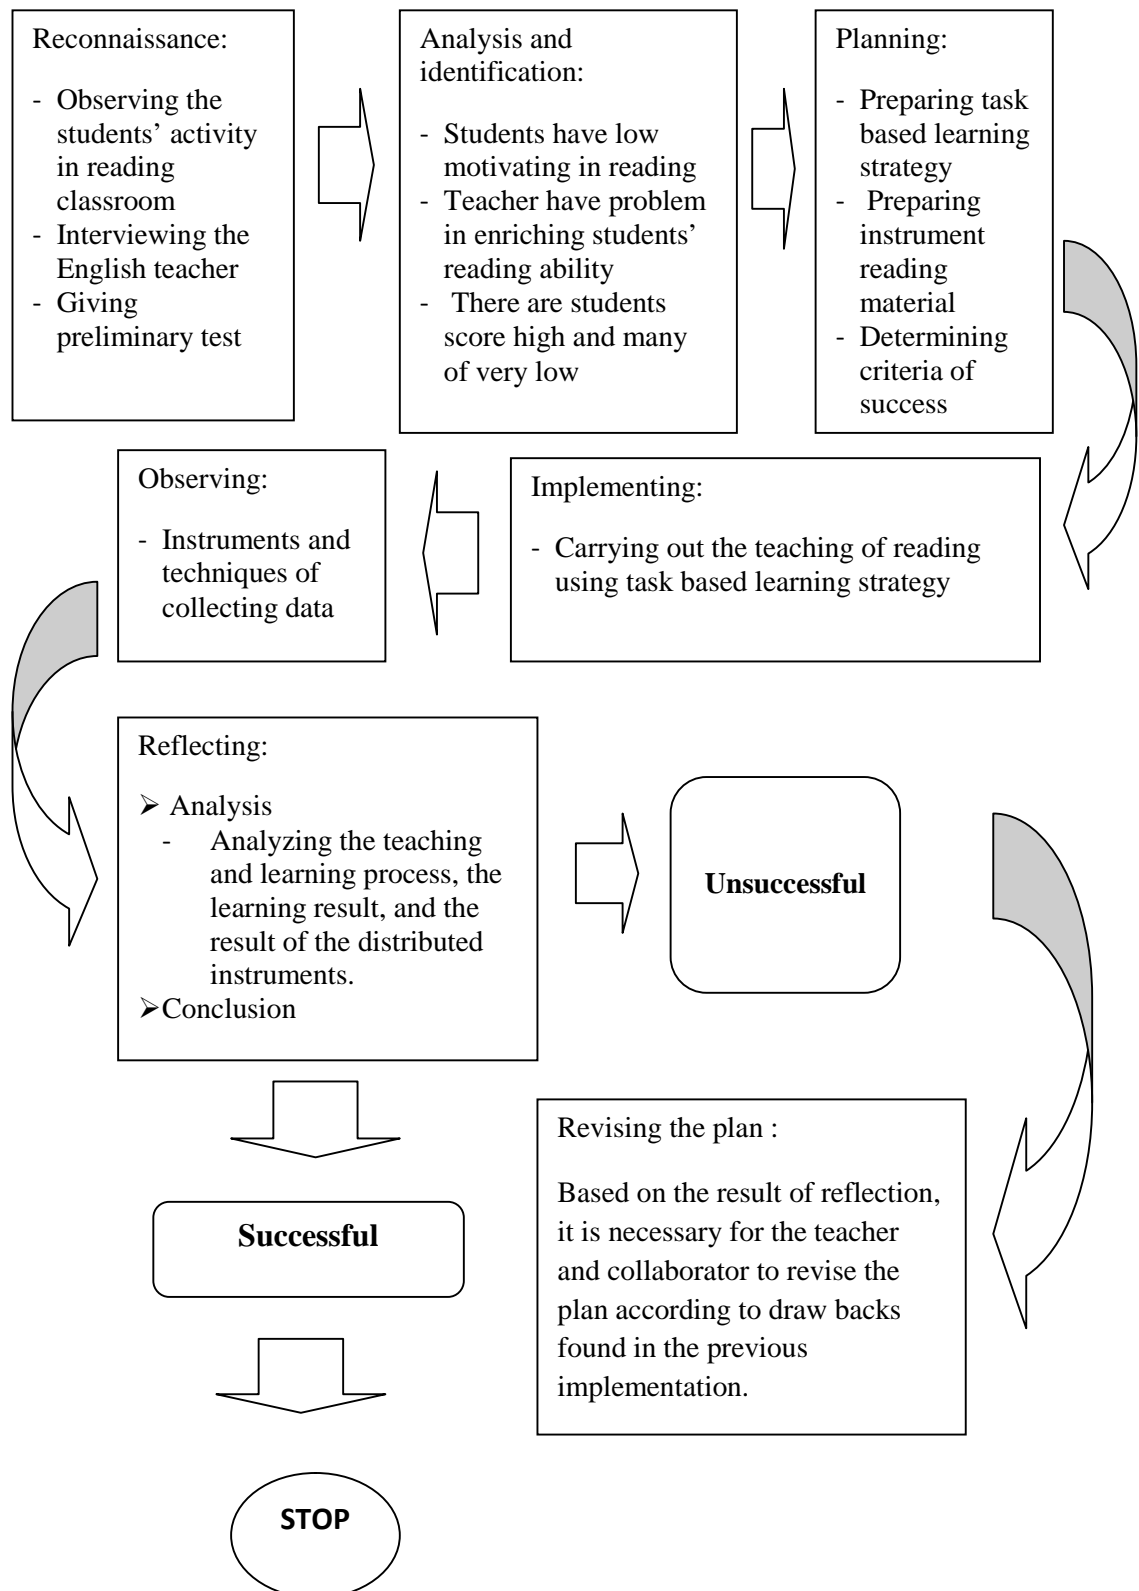 Reconnaissance:
- Observing the
students’ activity
in reading
classroom
- Interviewing the
English teacher
- Giving
preliminary test
Analysis and
identification:
- Students have low
motivating in reading
- Teacher have problem
in enriching students’
reading ability
- There are students
score high and many
of very low
Planning:
- Preparing task
based learning
strategy
- Preparing
instrument
reading
material
- Determining
criteria of
success
Implementing:
- Carrying out the teaching of reading
using task based learning strategy
Observing:
- Instruments and
techniques of
collecting data
Reflecting:
➢ Analysis
- Analyzing the teaching
and learning process, the
learning result, and the
result of the distributed
instruments.
➢Conclusion
Unsuccessful
Revising the plan :
Based on the result of reflection,
it is necessary for the teacher
and collaborator to revise the
plan according to draw backs
found in the previous
implementation.
Successful
STOP